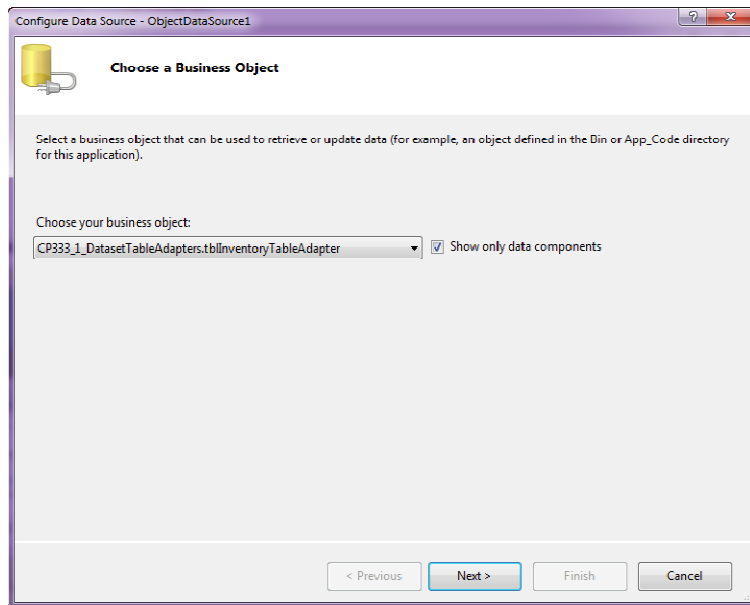 Configure Data Source - ObjectDataSource1
?
Choose a Business Object
Select a business object that can be used to retrieve or update data (for example, an object defined in the Bin or App_Code directory
for this application).
Choose your business object:
CP333_1_DatasetTableAdapters.tblInventoryTableAdapter
Show only data components
< Previous Next > Finish Cancel